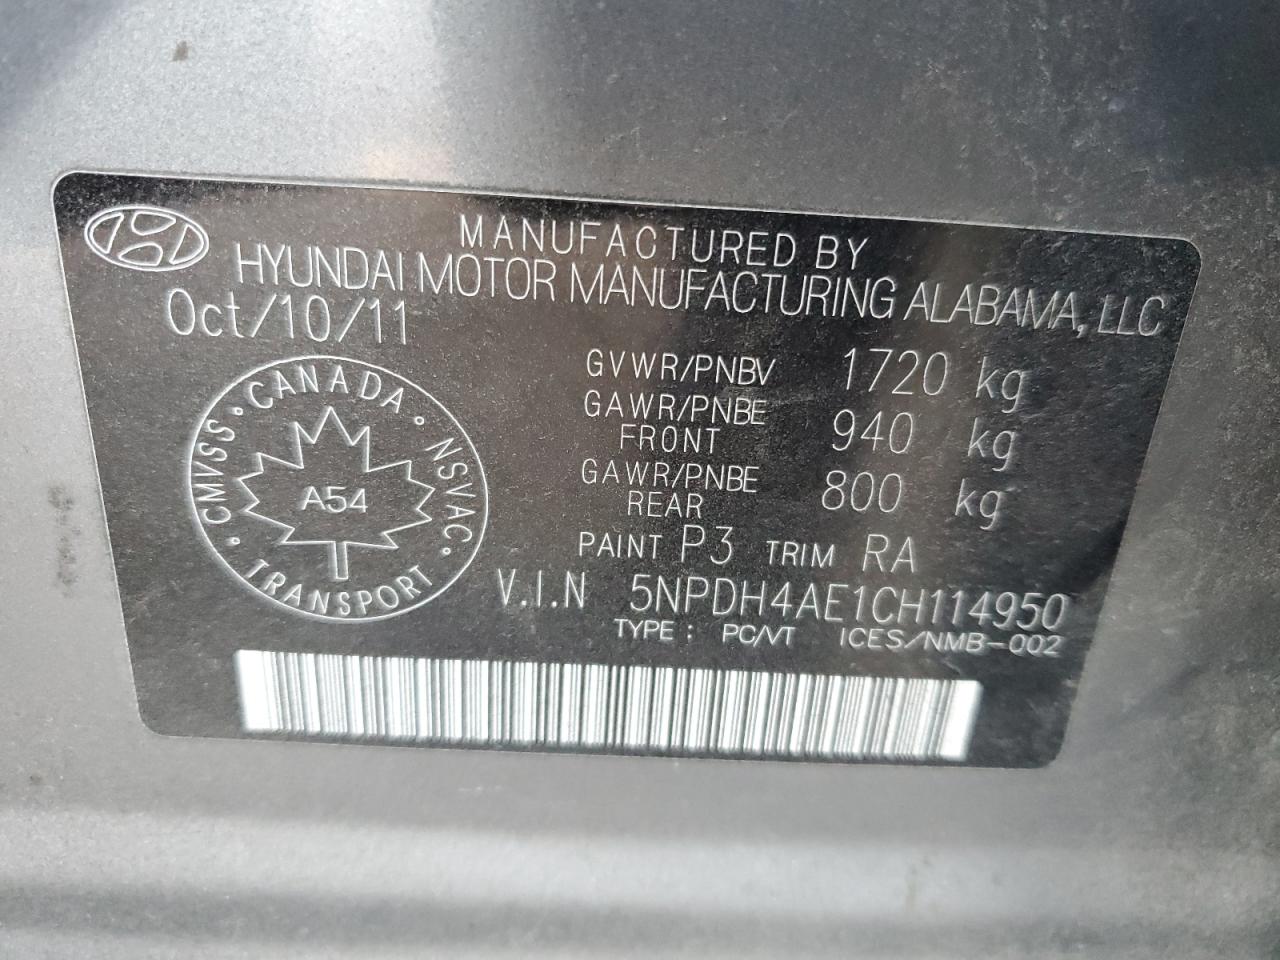 MANUFACTURED BY
HYUNDAI MOTOR MANUFACTURING ALABAMA, LLC
Oct/10/11
GVWR/PNBV 1720 kg
GAWR/PNBE FRONT 940 kg
GAWR/PNBE REAR 800 kg
PAINT P3 TRIM RA
V.I.N 5NPDH4AE1CH114950
TYPE : PC/VT ICES/NMB-002
CMVSS · CANADA · NSVAC · TRANSPORT ·
A54